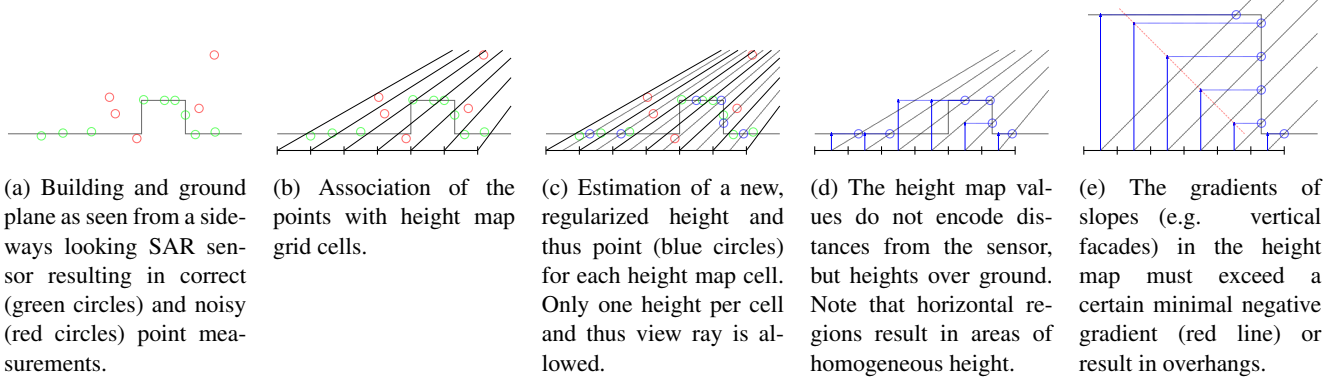 (a) Building and ground
plane as seen from a side-
ways looking SAR sen-
sor resulting in correct
(green circles) and noisy
(red circles) point mea-
surements.
(b) Association of the
points with height map
grid cells.
(c) Estimation of a new,
regularized height and
thus point (blue circles)
for each height map cell.
Only one height per cell
and thus view ray is al-
lowed.
(d) The height map val-
ues do not encode dis-
tances from the sensor,
but heights over ground.
Note that horizontal re-
gions result in areas of
homogeneous height.
(e) The gradients of
slopes (e.g. vertical
facades) in the height
map must exceed a
certain minimal negative
gradient (red line) or
result in overhangs.